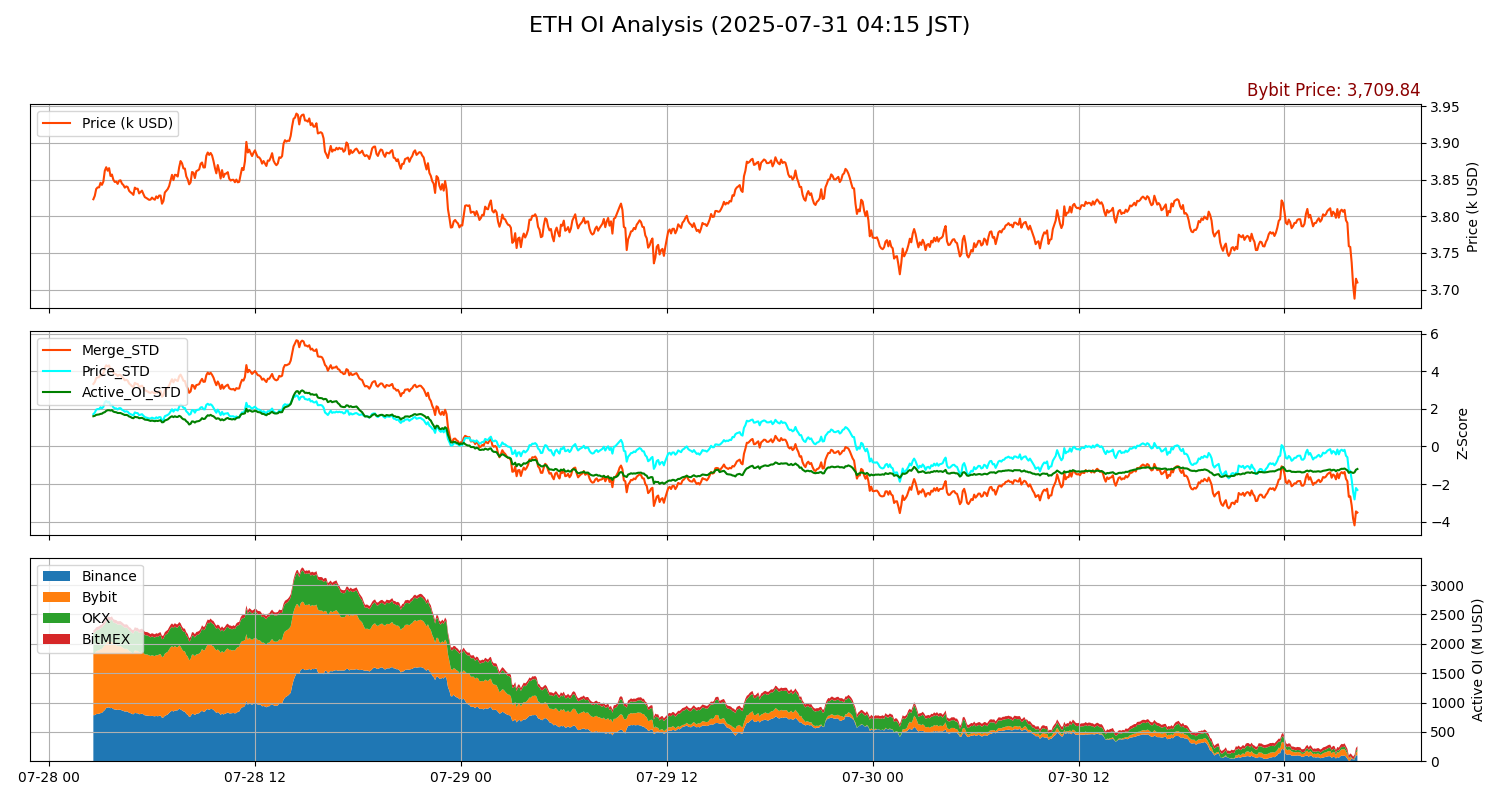 ETH OI Analysis (2025-07-31 04:15 JST)
Bybit Price: 3,709.84
Price (k USD)
3.95
3.90
3.85
3.80
3.75
3.70
Price (k USD)
Merge_STD
Price_STD
Active_OI_STD
6
4
2
0
−2
−4
Z-Score
Binance
Bybit
OKX
BitMEX
3000
2500
2000
1500
1000
500
0
Active OI (M USD)
07-28 00
07-28 12
07-29 00
07-29 12
07-30 00
07-30 12
07-31 00